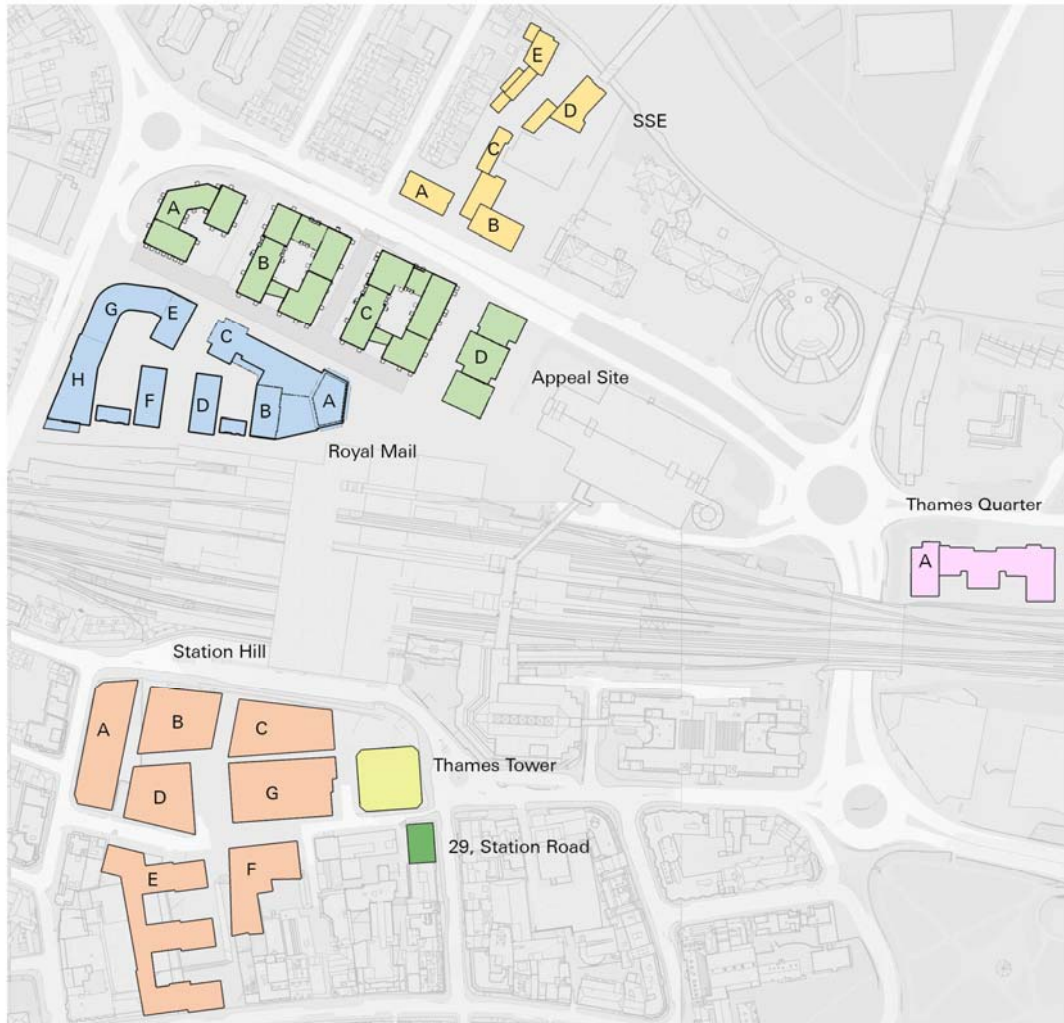 E
D
SSE
C
A
B
A
B
C
D
Appeal Site
G
E
C
H
F
D
B
A
Royal Mail
Thames Quarter
A
Station Hill
A
B
C
D
G
Thames Tower
E
F
29, Station Road